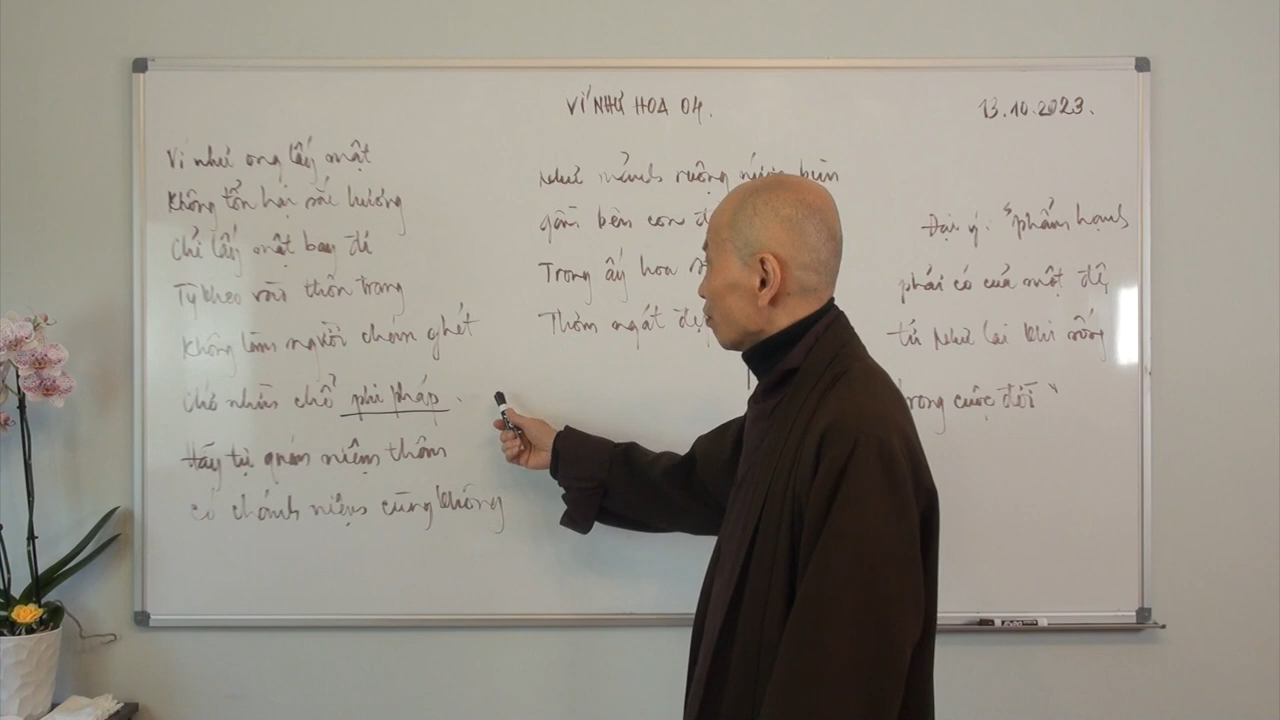 VÍ NHƯ HOA 04.
13.10.2023.
Ví như ong lấy mật
Không tổn hại sắc hương
Chỉ lấy mật bay đi
Tỳ kheo vào thôn trang
Không làm người chán ghét
Chớ nhìn chỗ phi pháp.
Hãy tự quán niệm thân
có chánh niệm cũng không
Như mảnh ruộng nước bùn
gần bên con
Trong ấy hoa
Thơm ngát
Đại ý: "phẩm hạnh
phải có của một đệ
tử Như Lai khi sống
trong cuộc đời"